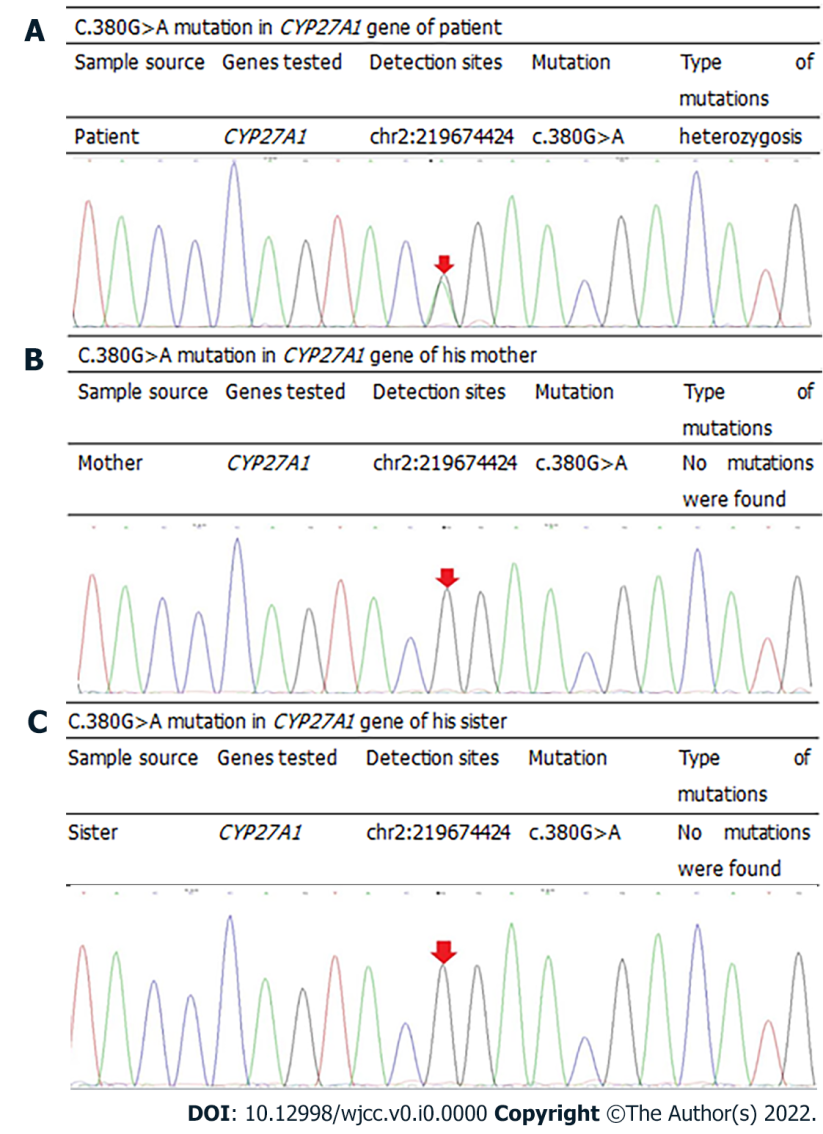 A
C.380G>A mutation in CYP27A1 gene of patient
Sample source Genes tested Detection sites Mutation Type of
mutations
Patient CYP27A1 chr2:219674424 c.380G>A heterozygosis
B
C.380G>A mutation in CYP27A1 gene of his mother
Sample source Genes tested Detection sites Mutation Type of
mutations
Mother CYP27A1 chr2:219674424 c.380G>A No mutations
were found
C
C.380G>A mutation in CYP27A1 gene of his sister
Sample source Genes tested Detection sites Mutation Type of
mutations
Sister CYP27A1 chr2:219674424 c.380G>A No mutations
were found
DOI: 10.12998/wjcc.v0.i0.0000 Copyright ©The Author(s) 2022.